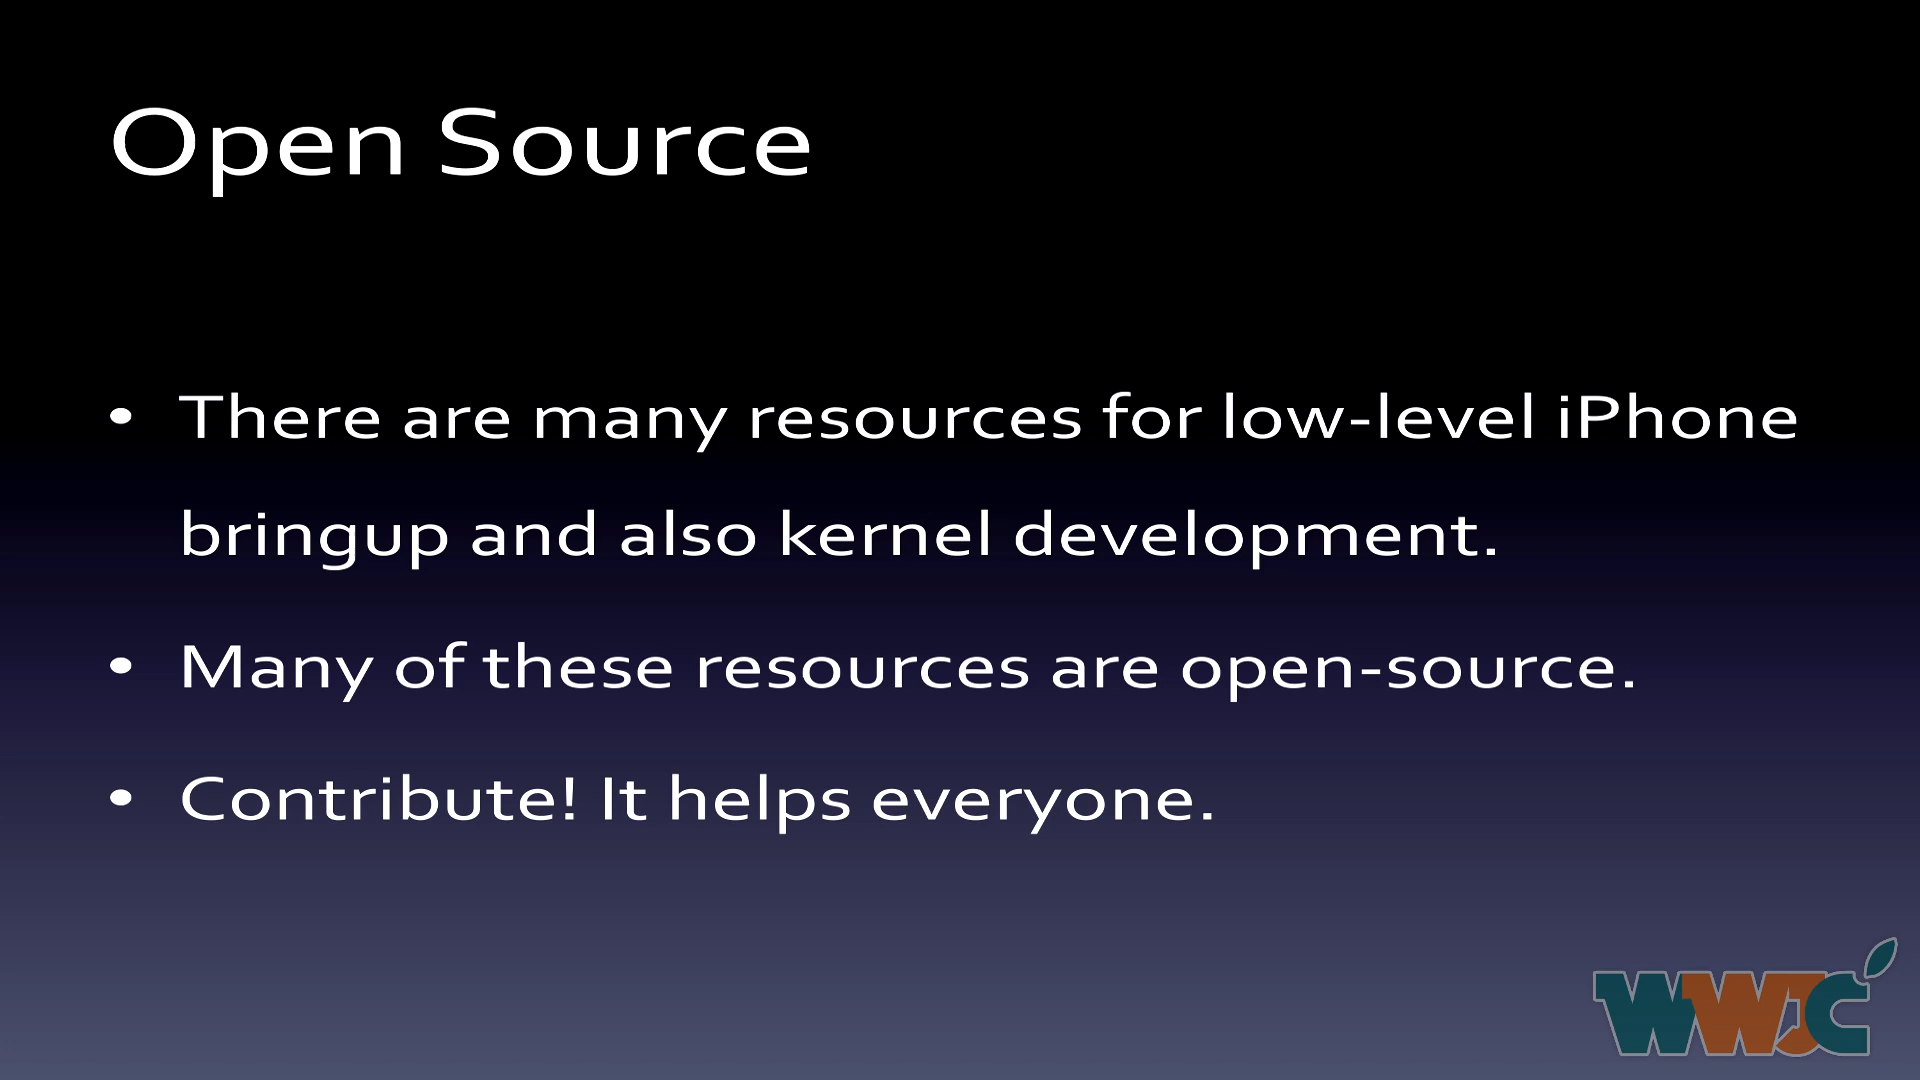 Open Source
• There are many resources for low-level iPhone
bringup and also kernel development.
• Many of these resources are open-source.
• Contribute! It helps everyone.
WWJC